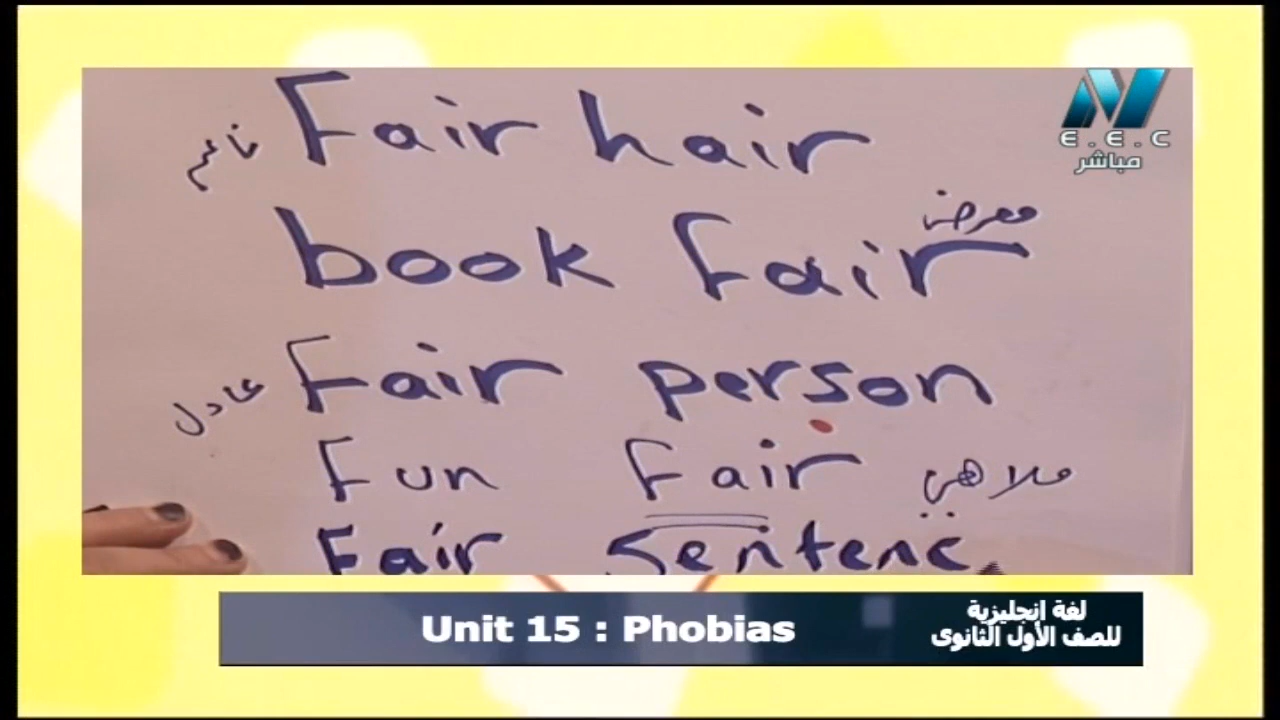 Fair hair ناعم
book Fair معرض
Fair person عادل
Fun Fair ملاهي
Fair Sentenc
E.E.C
مباشر
Unit 15 : Phobias
لغة إنجليزية
للصف الأول الثانوى